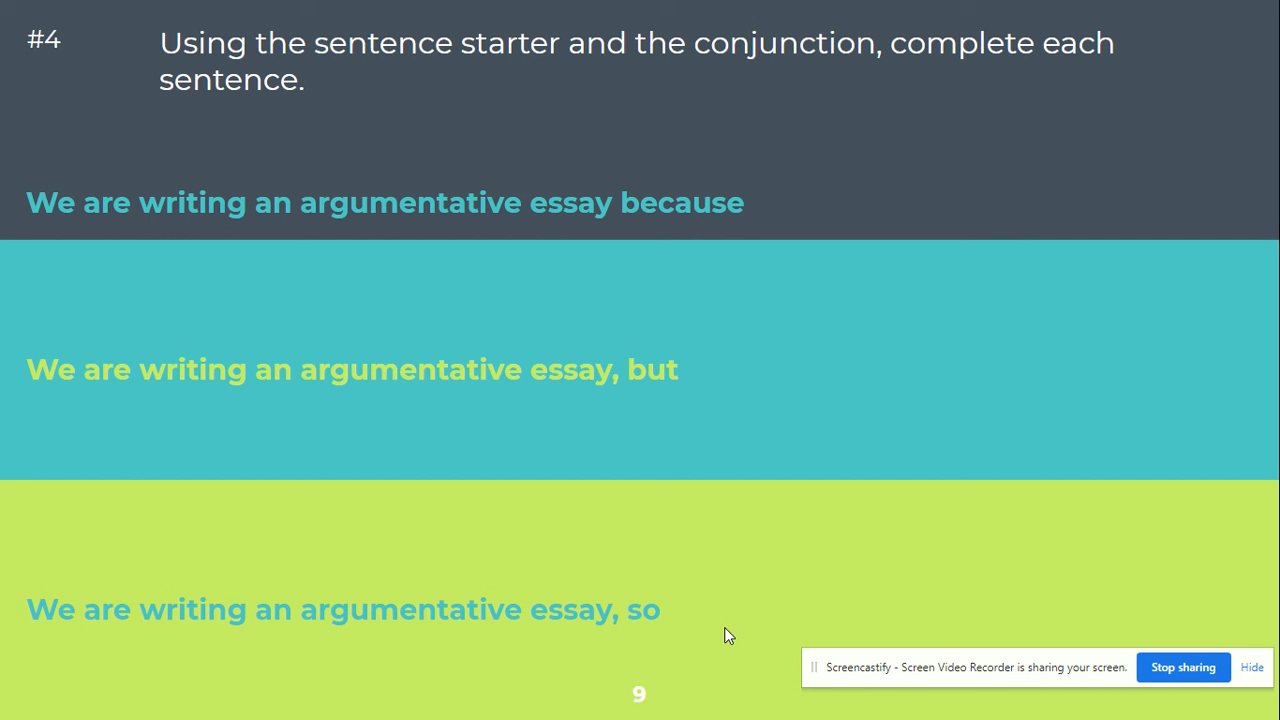 #4
Using the sentence starter and the conjunction, complete each
sentence.
We are writing an argumentative essay because
We are writing an argumentative essay, but
We are writing an argumentative essay, so
Screencastify - Screen Video Recorder is sharing your screen.
Stop sharing
Hide
9